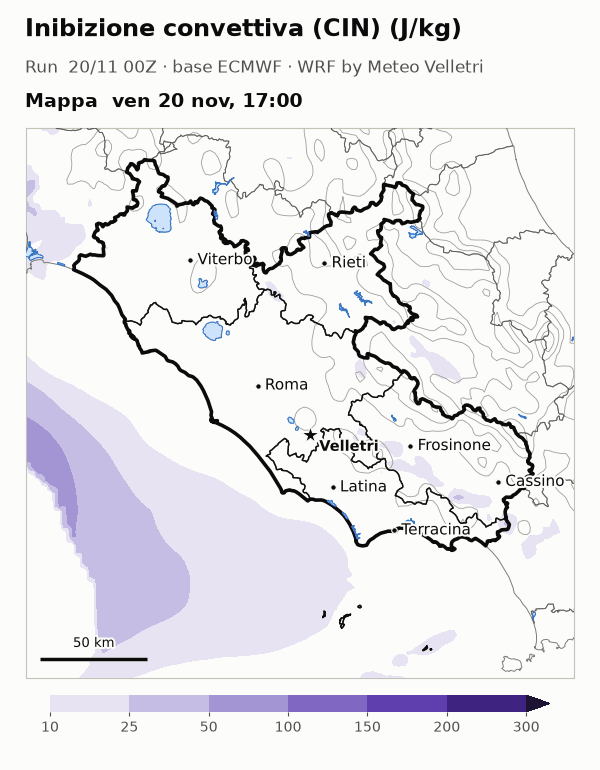 Inibizione convettiva (CIN) (J/kg)
Run  20/11 00Z · base ECMWF · WRF by Meteo Velletri
Mappa  ven 20 nov, 17:00
Viterbo
Rieti
Roma
Velletri
Frosinone
Latina
Cassino
Terracina
50 km
10 25 50 100 150 200 300